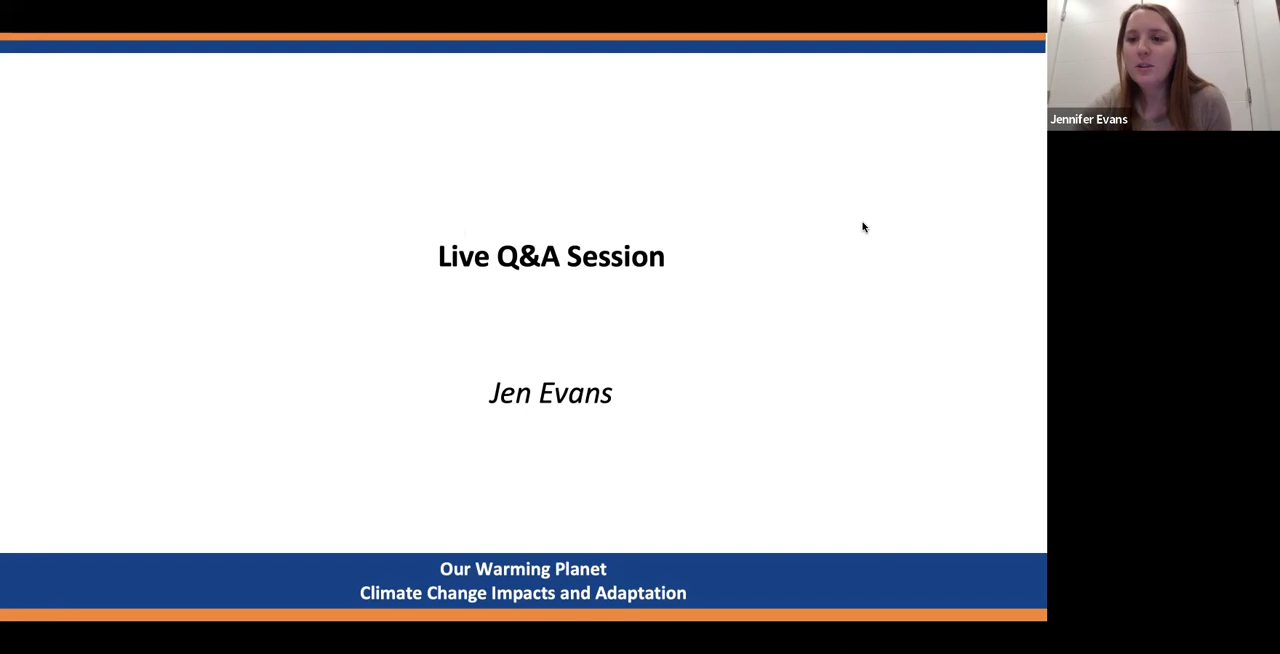 Jennifer Evans
Live Q&A Session
Jen Evans
Our Warming Planet
Climate Change Impacts and Adaptation